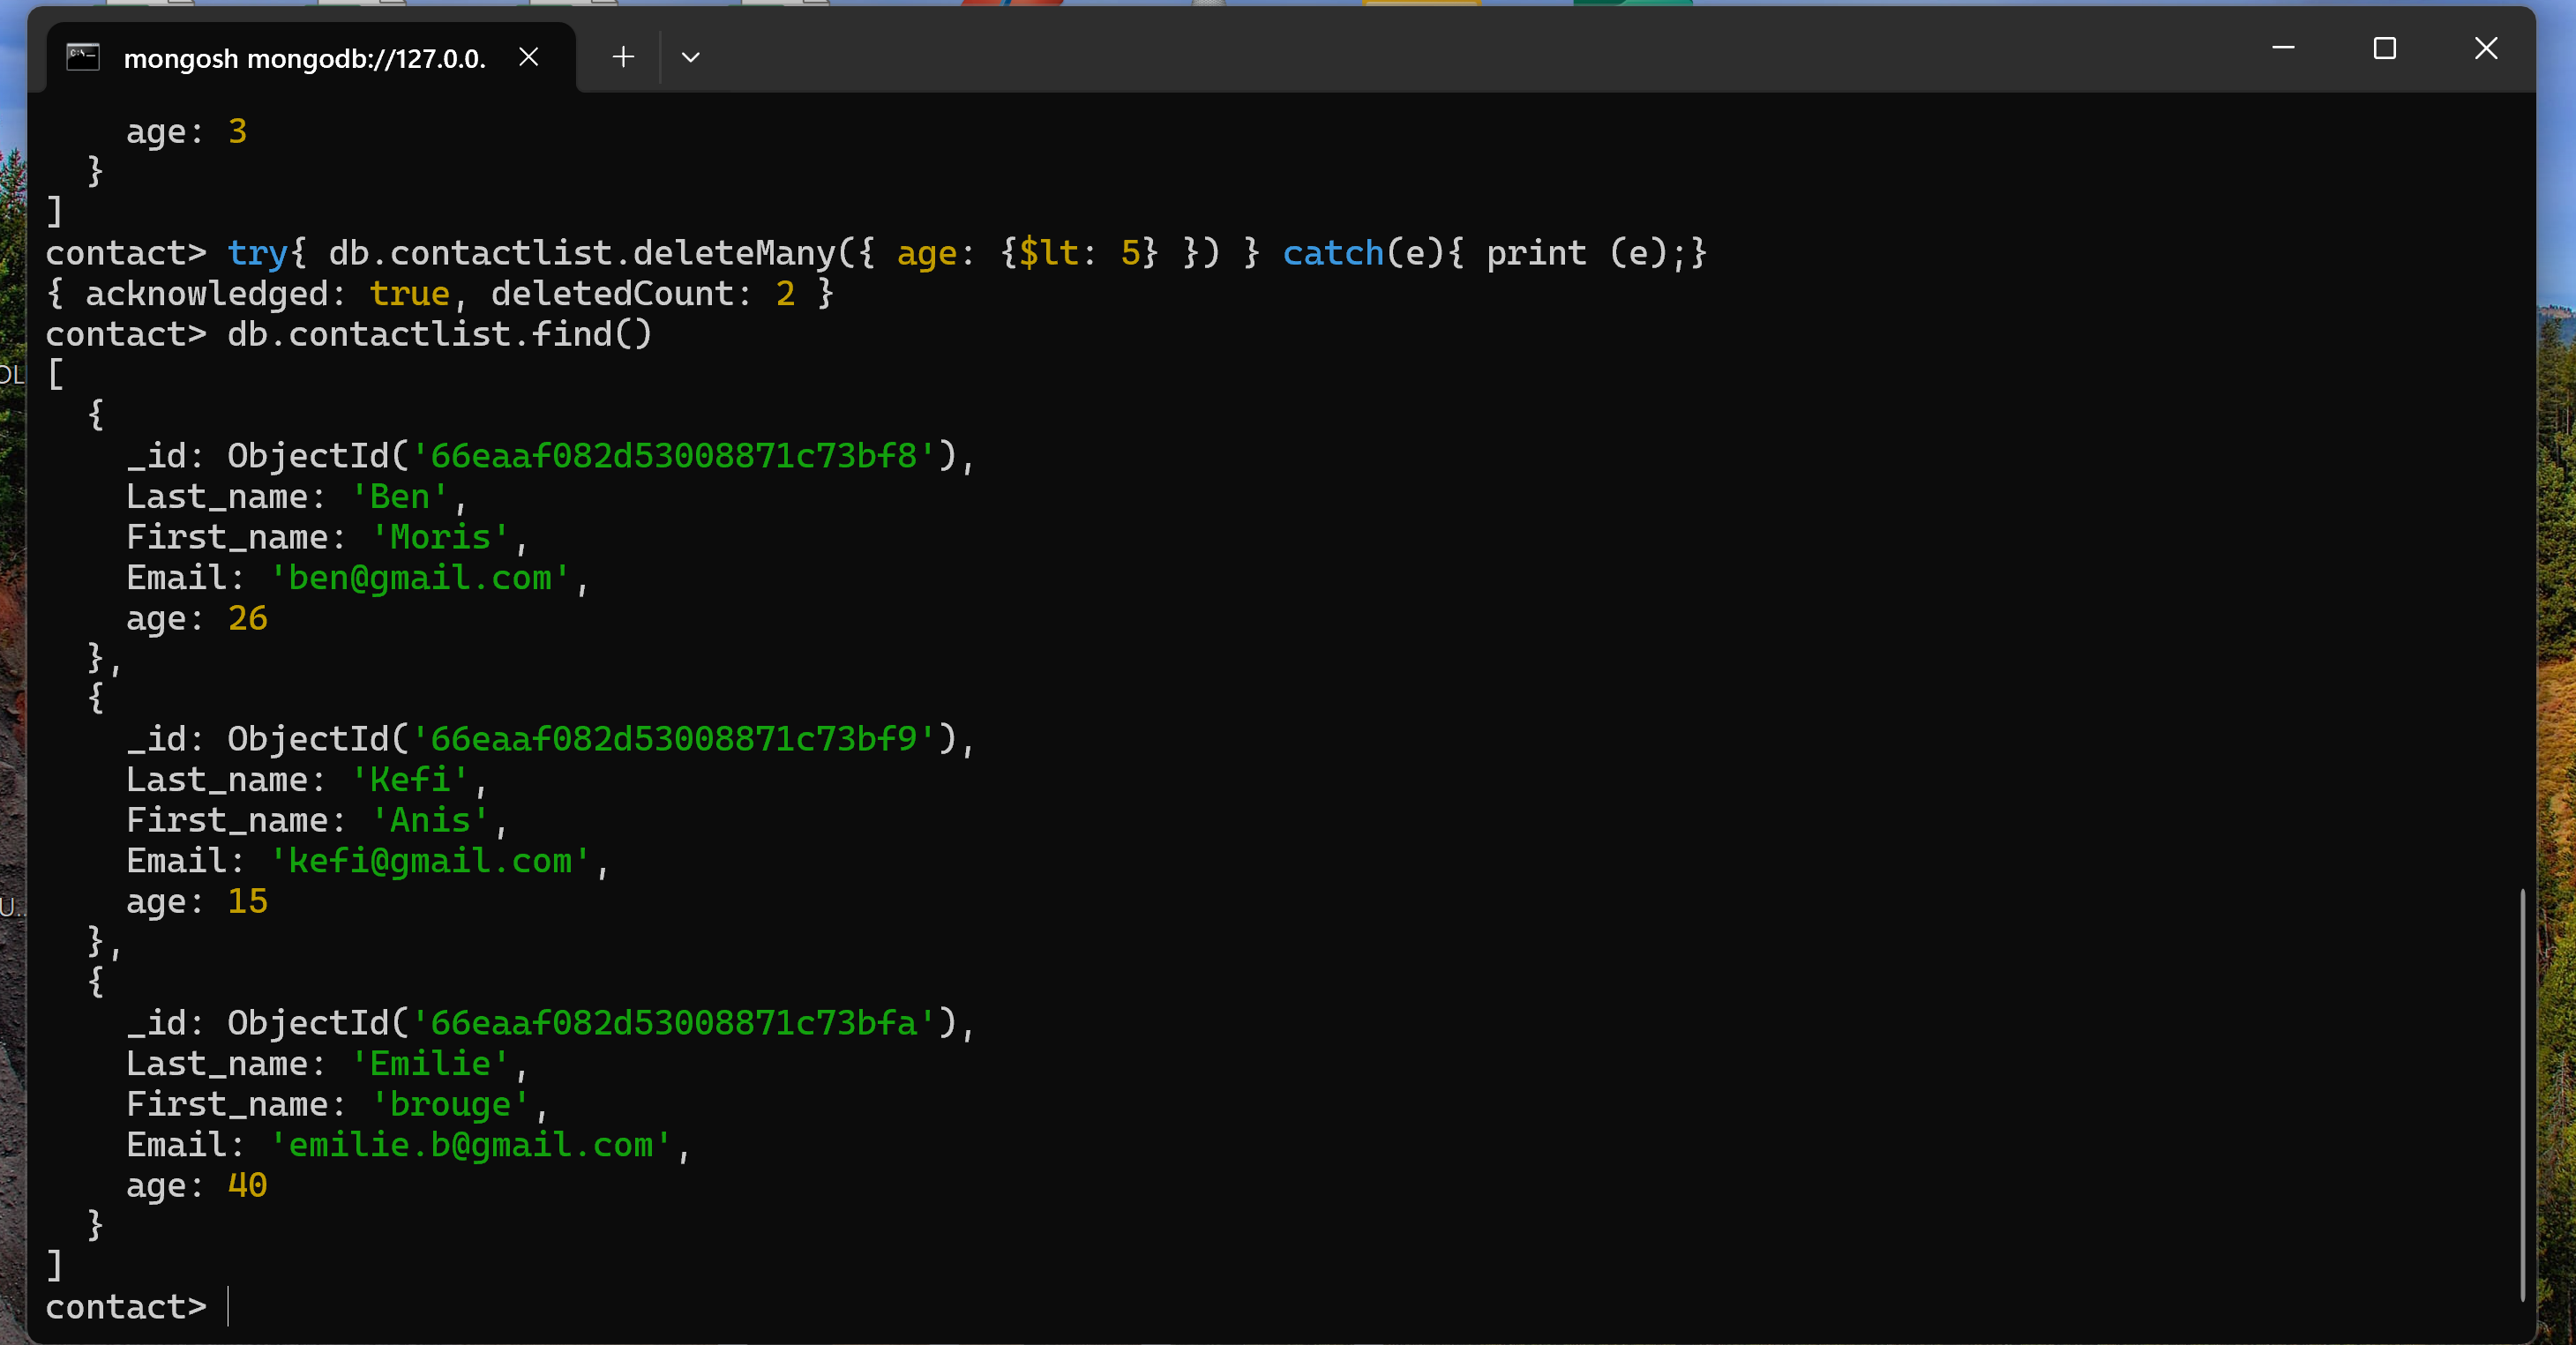 mongosh mongodb://127.0.0.
age: 3
}
]
contact> try{ db.contactlist.deleteMany({ age: {$lt: 5} }) } catch(e){ print (e);}
{ acknowledged: true, deletedCount: 2 }
contact> db.contactlist.find()
[
{
_id: ObjectId('66eaaf082d53008871c73bf8'),
Last_name: 'Ben',
First_name: 'Moris',
Email: 'ben@gmail.com',
age: 26
},
{
_id: ObjectId('66eaaf082d53008871c73bf9'),
Last_name: 'Kefi',
First_name: 'Anis',
Email: 'kefi@gmail.com',
age: 15
},
{
_id: ObjectId('66eaaf082d53008871c73bfa'),
Last_name: 'Emilie',
First_name: 'brouge',
Email: 'emilie.b@gmail.com',
age: 40
}
]
contact>